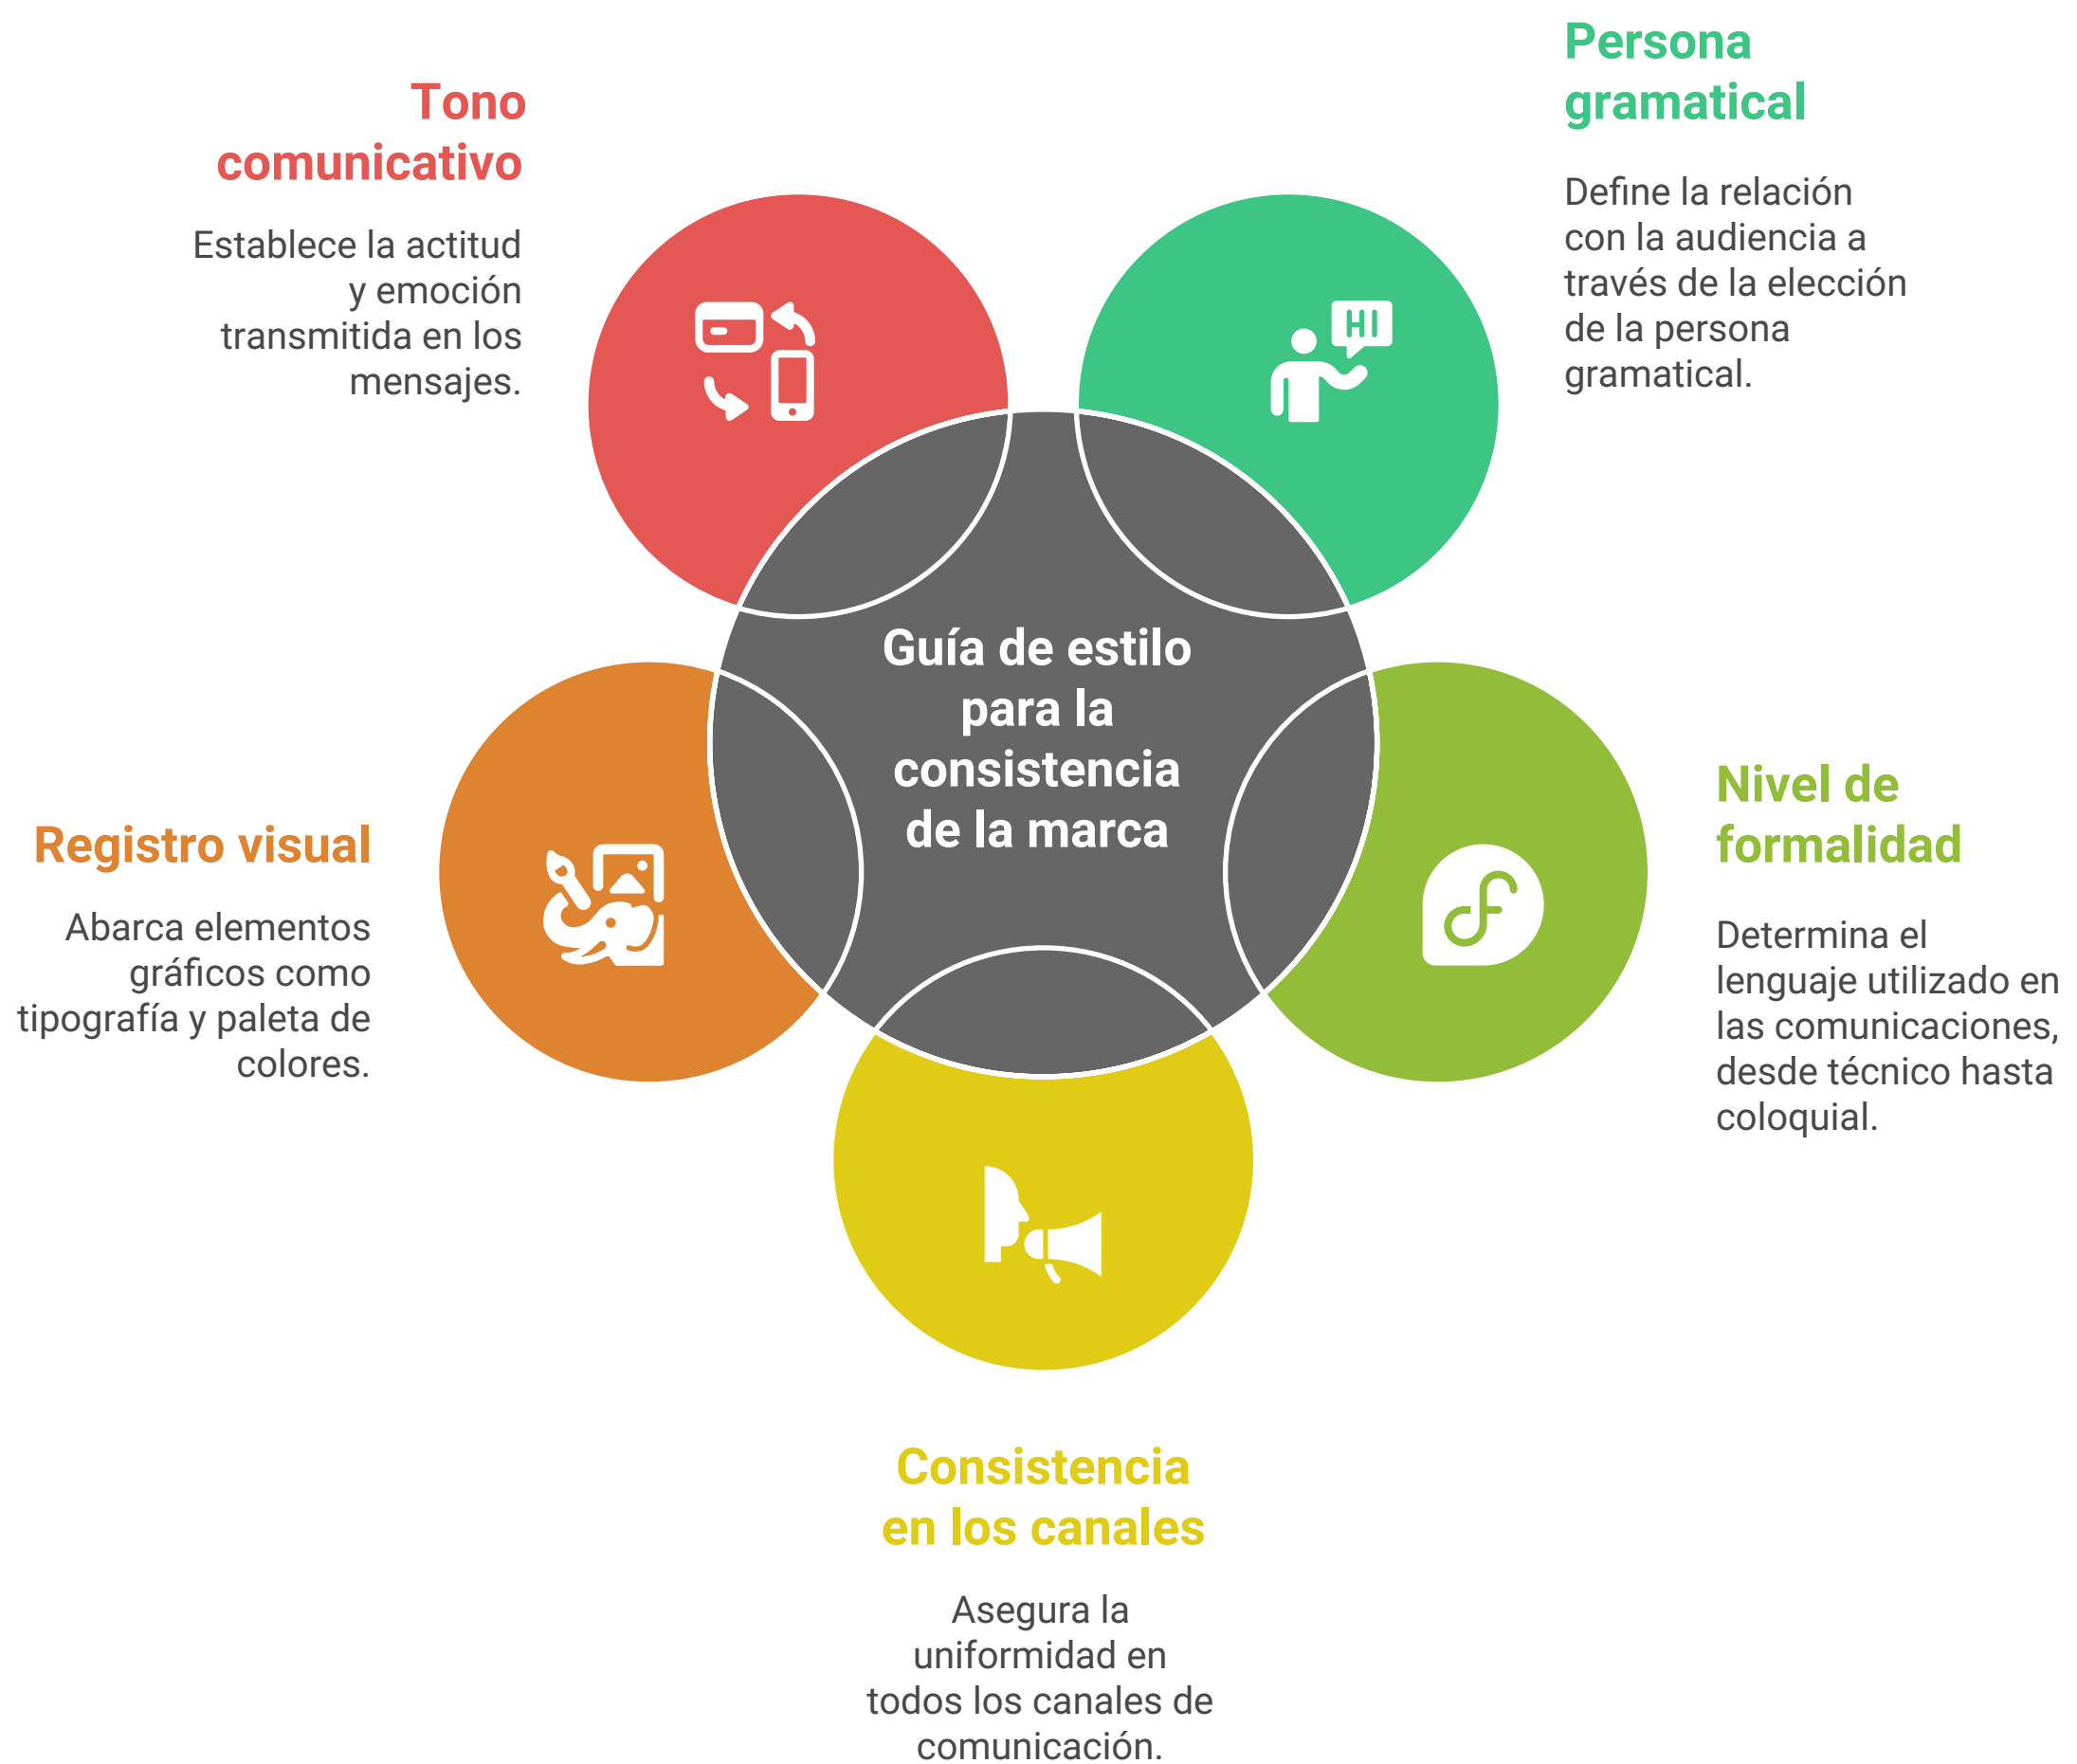 Tono
comunicativo
Establece la actitud
y emoción
transmitida en los
mensajes.
Persona
gramatical
Define la relación
con la audiencia a
través de la elección
de la persona
gramatical.
HI
Guía de estilo
para la
consistencia
de la marca
Registro visual
Abarca elementos
gráficos como
tipografía y paleta de
colores.
Nivel de
formalidad
Determina el
lenguaje utilizado en
las comunicaciones,
desde técnico hasta
coloquial.
Consistencia
en los canales
Asegura la
uniformidad en
todos los canales de
comunicación.